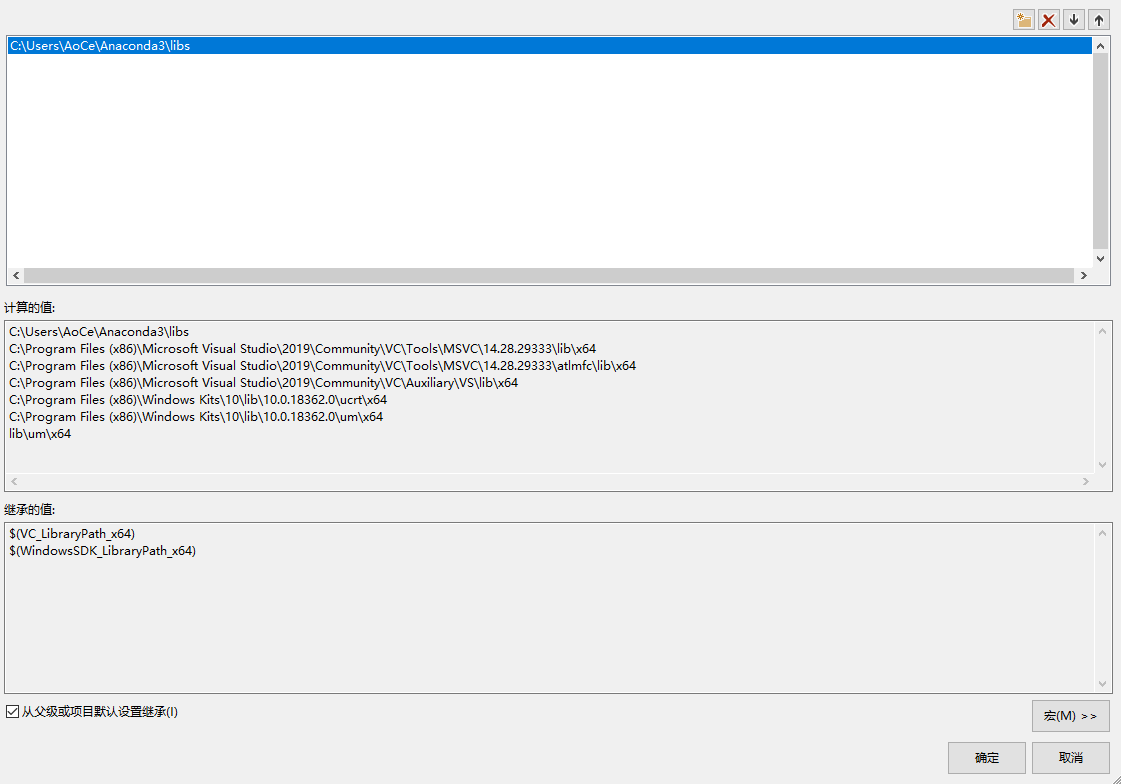 C:\Users\AoCe\Anaconda3\libs
计算的值:
C:\Users\AoCe\Anaconda3\libs
C:\Program Files (x86)\Microsoft Visual Studio\2019\Community\VC\Tools\MSVC\14.28.29333\lib\x64
C:\Program Files (x86)\Microsoft Visual Studio\2019\Community\VC\Tools\MSVC\14.28.29333\atlmfc\lib\x64
C:\Program Files (x86)\Microsoft Visual Studio\2019\Community\VC\Auxiliary\VS\lib\x64
C:\Program Files (x86)\Windows Kits\10\lib\10.0.18362.0\ucrt\x64
C:\Program Files (x86)\Windows Kits\10\lib\10.0.18362.0\um\x64
lib\um\x64
继承的值:
$(VC_LibraryPath_x64)
$(WindowsSDK_LibraryPath_x64)
从父级或项目默认设置继承(I)
宏(M) >>
确定
取消